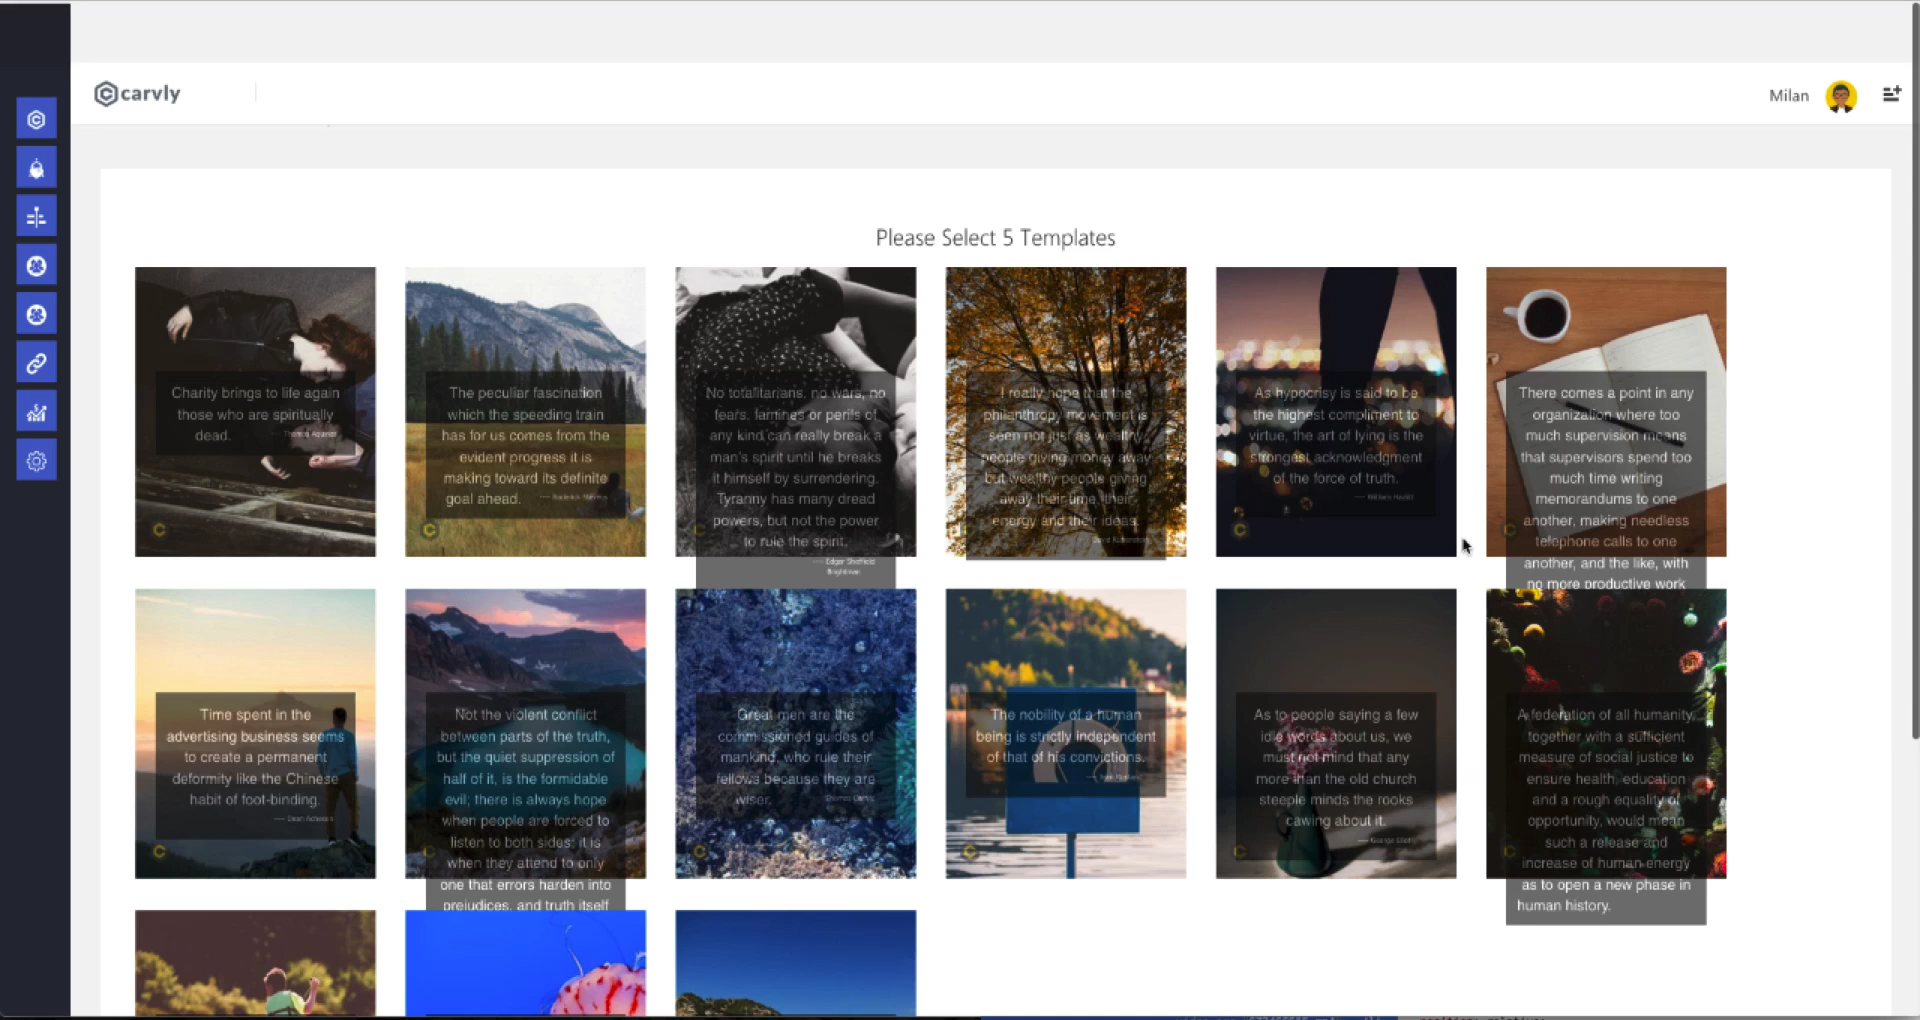 carvly
Milan
Please Select 5 Templates
Charity brings to life again
those who are spiritually
dead.
The peculiar fascination
which the speeding train
has for us comes from the
evident progress it is
making toward its definite
goal ahead.
No totalitarians, no wars, no
fears, famines or perils of
any kind can really break a
man's spirit until he breaks
it himself by surrendering.
Tyranny has many dread
powers, but not the power
to rule the spirit.
Edgar Sheffield
Brightman
I really hope that the
philanthropy movement is
seen not just as wealthy
people giving money away
but wealthy people giving
away their time, their
energy and their ideas.
As hypocrisy is said to be
the highest compliment to
virtue, the art of lying is the
strongest acknowledgment
of the force of truth.
There comes a point in any
organization where too
much supervision means
that supervisors spend too
much time writing
memorandums to one
another, making needless
telephone calls to one
another, and the like, with
no more productive work
Time spent in the
advertising business seems
to create a permanent
deformity like the Chinese
habit of foot-binding.
Not the violent conflict
between parts of the truth,
but the quiet suppression of
half of it, is the formidable
evil; there is always hope
when people are forced to
listen to both sides; it is
when they attend to only
one that errors harden into
prejudices, and truth itself
Great men are the
commissioned guides of
mankind, who rule their
fellows because they are
wiser.
The nobility of a human
being is strictly independent
of that of his convictions.
As to people saying a few
idle words about us, we
must not mind that any
more than the old church
steeple minds the rooks
cawing about it.
A federation of all humanity,
together with a sufficient
measure of social justice to
ensure health, education
and a rough equality of
opportunity, would mean
such a release and
increase of human energy
as to open a new phase in
human history.